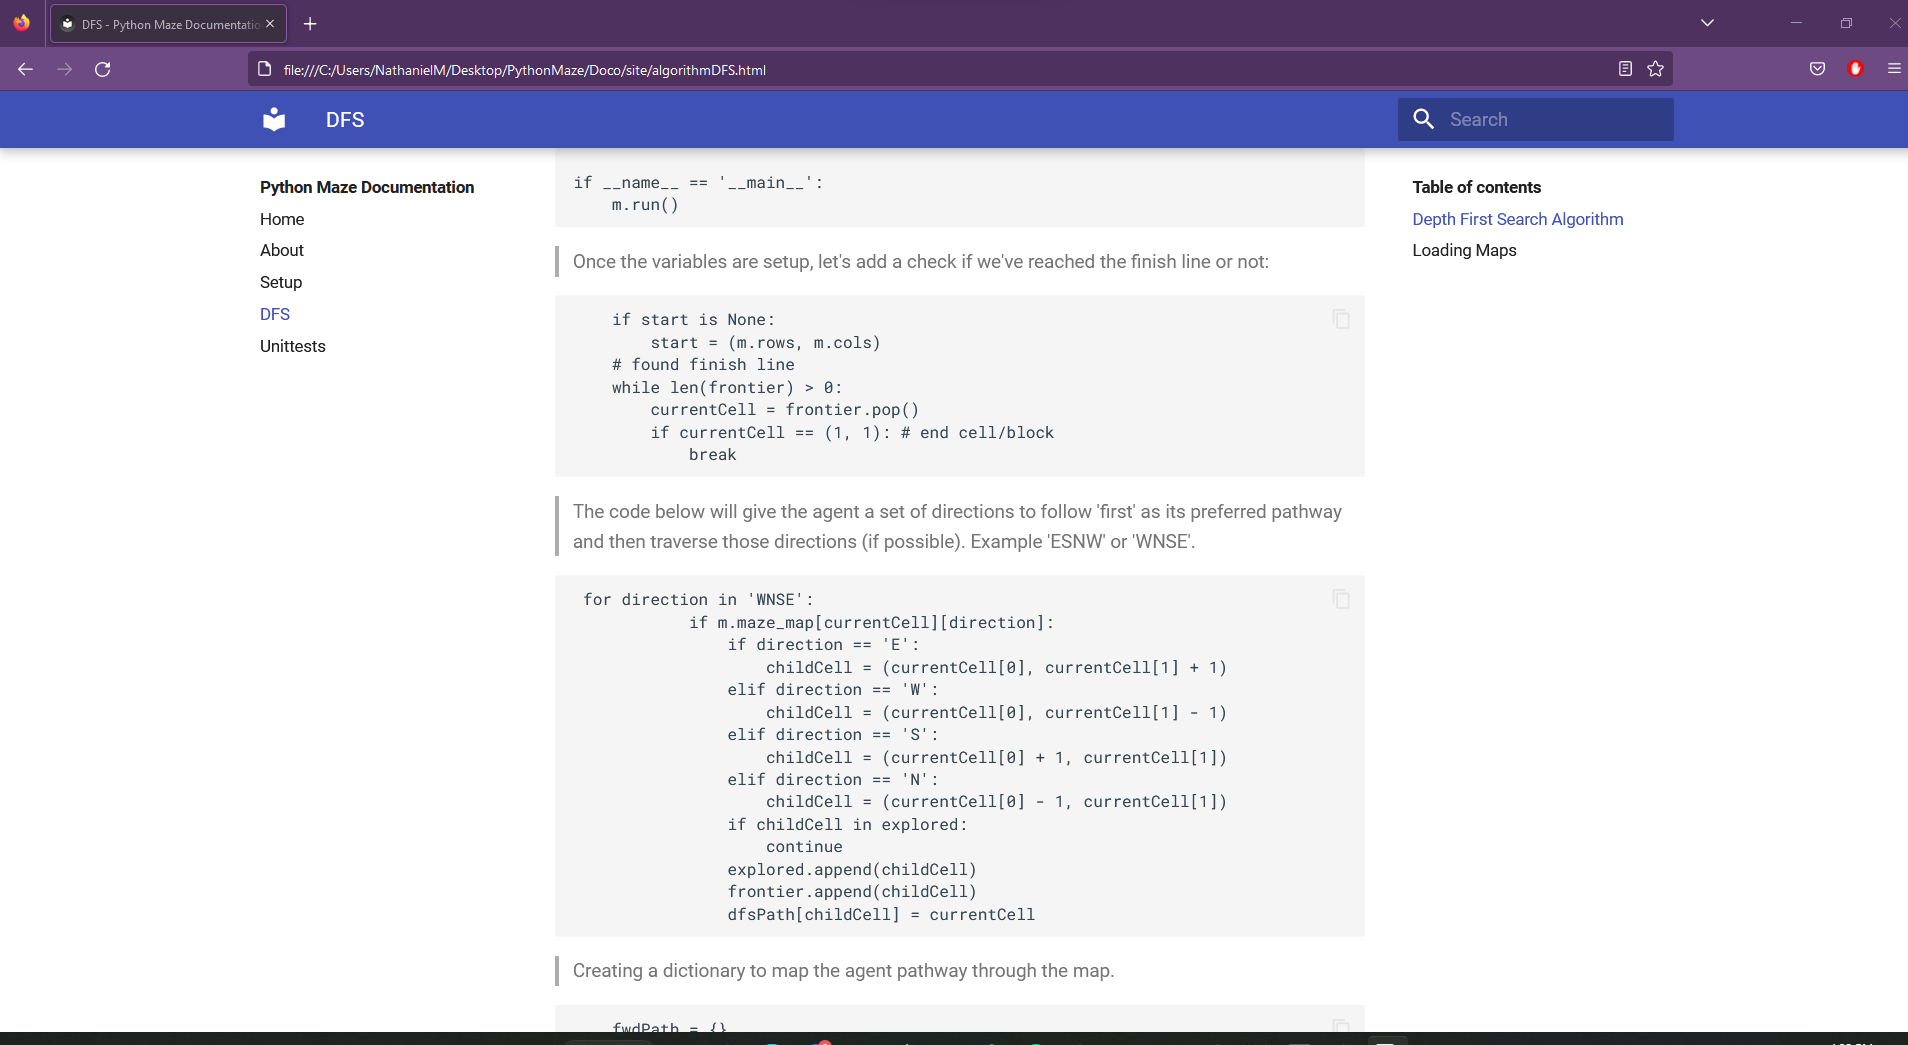 DFS - Python Maze Documentatio
file:///C:/Users/NathanielM/Desktop/PythonMaze/Doco/site/algorithmDFS.html
DFS
Search
Python Maze Documentation
Home
About
Setup
DFS
Unittests
if __name__ == '__main__':
    m.run()
Once the variables are setup, let's add a check if we've reached the finish line or not:
    if start is None:
        start = (m.rows, m.cols)
    # found finish line
    while len(frontier) > 0:
        currentCell = frontier.pop()
        if currentCell == (1, 1): # end cell/block
            break
The code below will give the agent a set of directions to follow 'first' as its preferred pathway
and then traverse those directions (if possible). Example 'ESNW' or 'WNSE'.
 for direction in 'WNSE':
            if m.maze_map[currentCell][direction]:
                if direction == 'E':
                    childCell = (currentCell[0], currentCell[1] + 1)
                elif direction == 'W':
                    childCell = (currentCell[0], currentCell[1] - 1)
                elif direction == 'S':
                    childCell = (currentCell[0] + 1, currentCell[1])
                elif direction == 'N':
                    childCell = (currentCell[0] - 1, currentCell[1])
                if childCell in explored:
                    continue
                explored.append(childCell)
                frontier.append(childCell)
                dfsPath[childCell] = currentCell
Creating a dictionary to map the agent pathway through the map.
    fwdPath = {}
Table of contents
Depth First Search Algorithm
Loading Maps